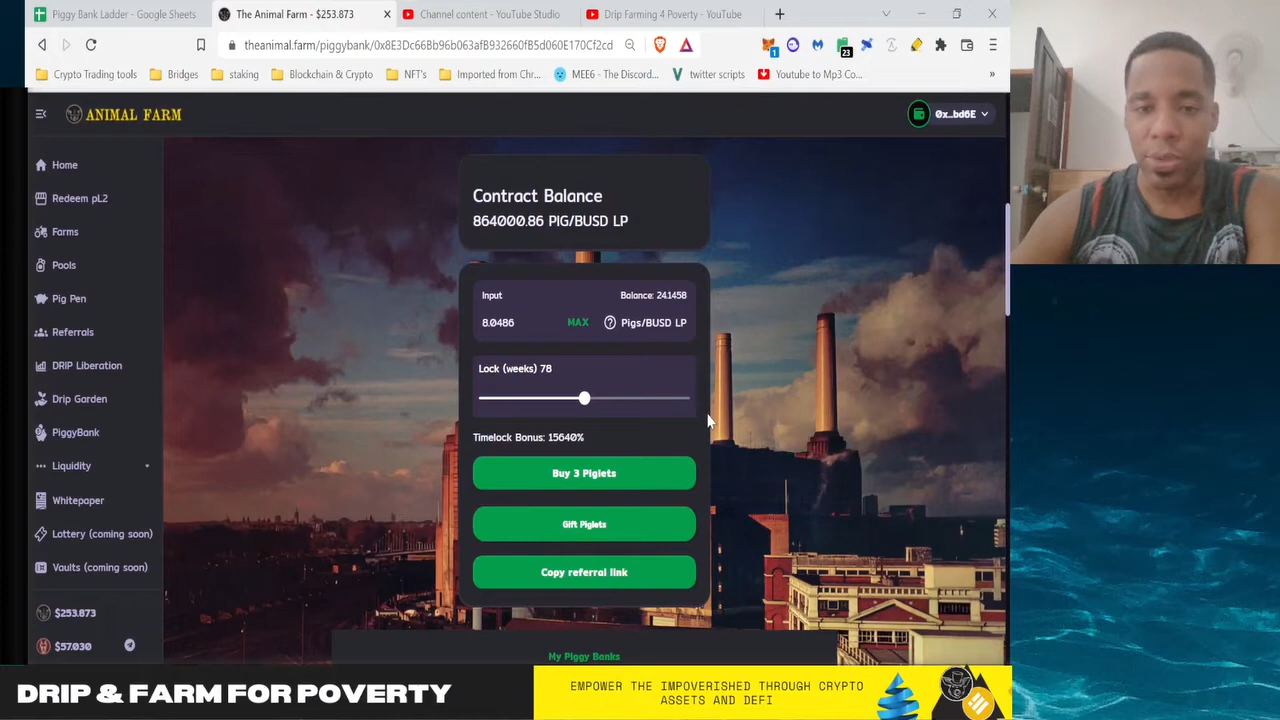 Piggy Bank Ladder - Google Sheets
The Animal Farm - $253.873
Channel content - YouTube Studio
Drip Farming 4 Poverty - YouTube
theanimal.farm/piggybank/0x8E3Dc66Bb96b063afB932660fB5d060E170Cf2cd
1
23
Crypto Trading tools
Bridges
staking
Blockchain & Crypto
NFT's
Imported from Chr...
MEE6 - The Discord...
twitter scripts
Youtube to Mp3 Co...
»
ANIMAL FARM
0x...bd6E
Home
Redeem pL2
Farms
Pools
Pig Pen
Referrals
DRIP Liberation
Drip Garden
PiggyBank
Liquidity
Whitepaper
Lottery (coming soon)
Vaults (coming soon)
$253.873
$57.030
Contract Balance
864000.86 PIG/BUSD LP
Input
Balance: 24.1458
8.0486
MAX
Pigs/BUSD LP
Lock (weeks) 78
Timelock Bonus: 15640%
Buy 3 Piglets
Gift Piglets
Copy referral link
My Piggy Banks
DRIP & FARM FOR POVERTY
EMPOWER THE IMPOVERISHED THROUGH CRYPTO
ASSETS AND DEFI